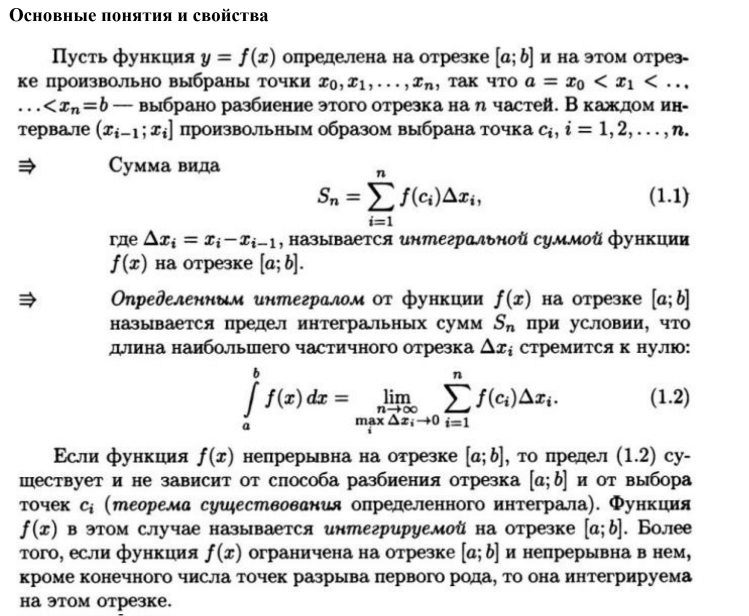 Основные понятия и свойства
Пусть функция y = f(x) определена на отрезке [a; b] и на этом отрез-
ке произвольно выбраны точки x₀, x₁, . . . , xₙ, так что a = x₀ < x₁ < . . .
. . . < xₙ = b — выбрано разбиение этого отрезка на n частей. В каждом ин-
тервале (xᵢ₋₁; xᵢ] произвольным образом выбрана точка cᵢ, i = 1, 2, . . . , n.
⇛ Сумма вида
Sₙ = ∑ᵢ₌₁ⁿ f(cᵢ)Δxᵢ, (1.1)
где Δxᵢ = xᵢ − xᵢ₋₁, называется интегральной суммой функции
f(x) на отрезке [a; b].
⇛ Определенным интегралом от функции f(x) на отрезке [a; b]
называется предел интегральных сумм Sₙ при условии, что
длина наибольшего частичного отрезка Δxᵢ стремится к нулю:
∫ₐᵇ f(x) dx = lim n→∞ maxᵢ Δxᵢ→0 ∑ᵢ₌₁ⁿ f(cᵢ)Δxᵢ. (1.2)
Если функция f(x) непрерывна на отрезке [a; b], то предел (1.2) су-
ществует и не зависит от способа разбиения отрезка [a; b] и от выбора
точек cᵢ (теорема существования определенного интеграла). Функция
f(x) в этом случае называется интегрируемой на отрезке [a; b]. Более
того, если функция f(x) ограничена на отрезке [a; b] и непрерывна в нем,
кроме конечного числа точек разрыва первого рода, то она интегрируема
на этом отрезке.